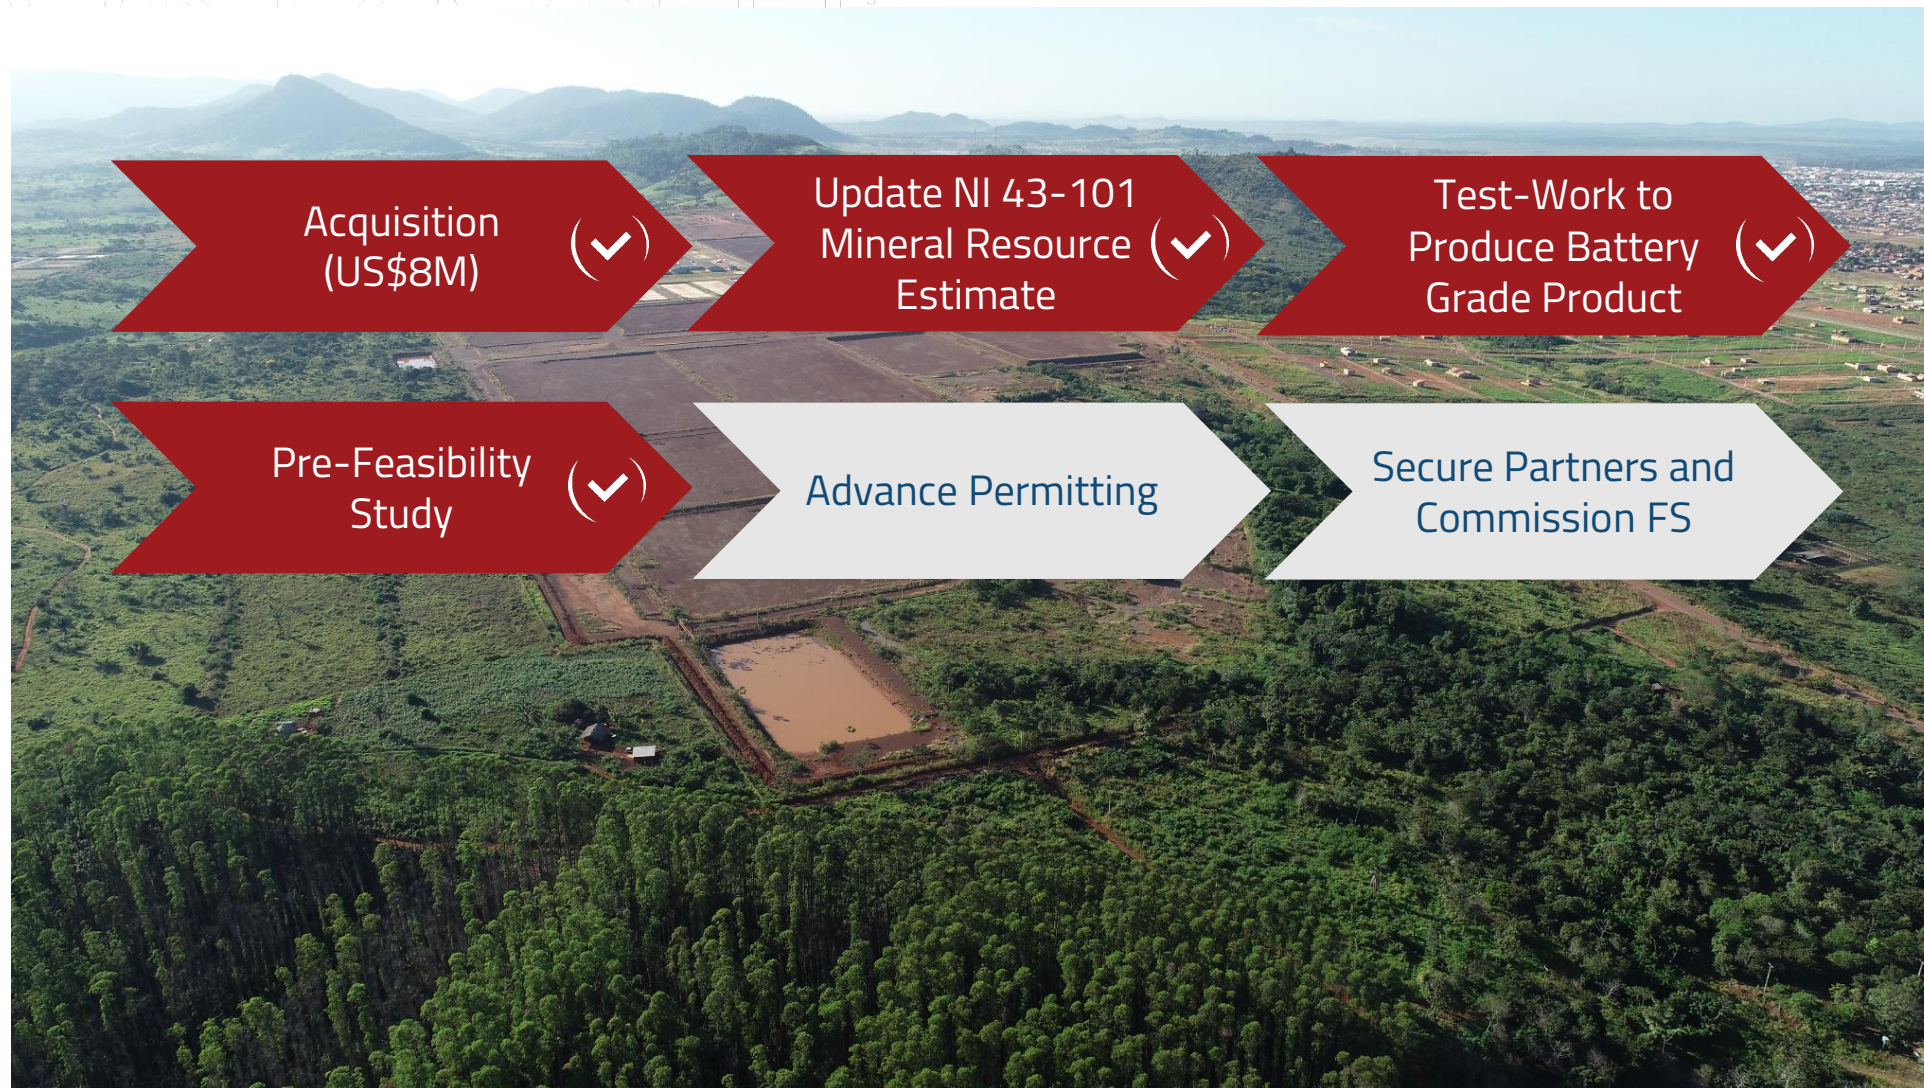 Acquisition
(US$8M)
Update NI 43-101
Mineral Resource
Estimate
Test-Work to
Produce Battery
Grade Product
Pre-Feasibility
Study
Advance Permitting
Secure Partners and
Commission FS